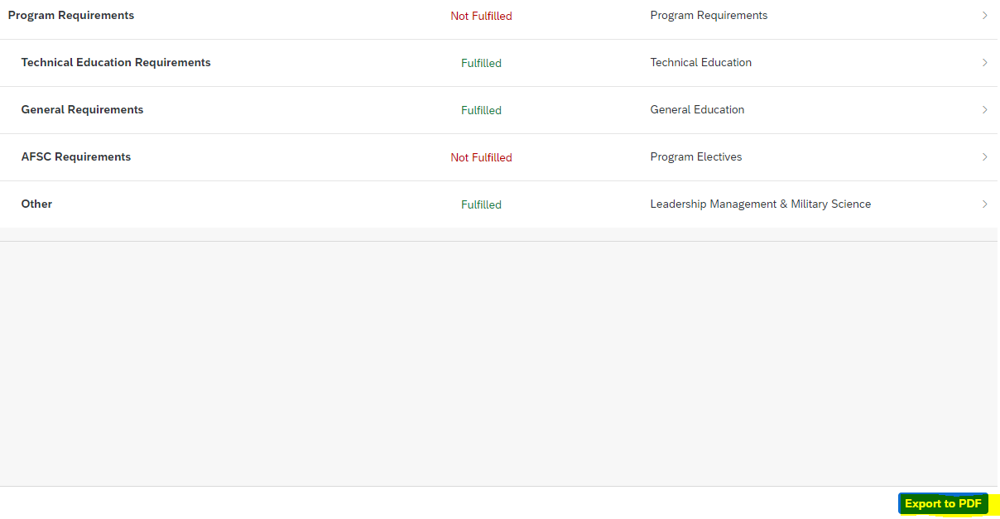 Program Requirements Not Fulfilled Program Requirements
Technical Education Requirements Fulfilled Technical Education
General Requirements Fulfilled General Education
AFSC Requirements Not Fulfilled Program Electives
Other Fulfilled Leadership Management & Military Science
Export to PDF